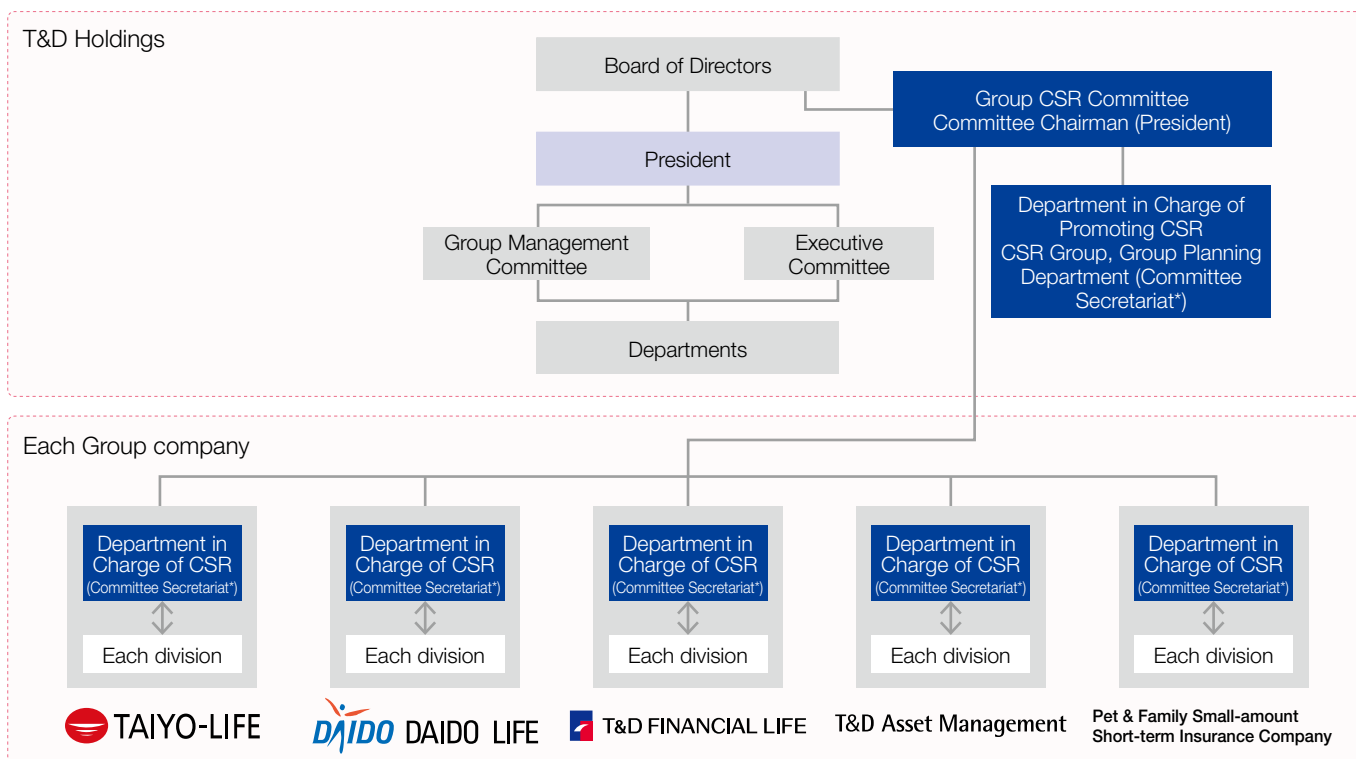 T&D Holdings
Board of Directors
Group CSR Committee
Committee Chairman (President)
President
Department in Charge of
Promoting CSR
CSR Group, Group Planning
Department (Committee
Secretariat*)
Group Management
Committee
Executive
Committee
Departments
Each Group company
Department in
Charge of CSR
(Committee Secretariat*)
Each division
TAIYO-LIFE
Department in
Charge of CSR
(Committee Secretariat*)
Each division
DAIDO DAIDO LIFE
Department in
Charge of CSR
(Committee Secretariat*)
Each division
T&D FINANCIAL LIFE
Department in
Charge of CSR
(Committee Secretariat*)
Each division
T&D Asset Management
Department in
Charge of CSR
(Committee Secretariat*)
Each division
Pet & Family Small-amount
Short-term Insurance Company